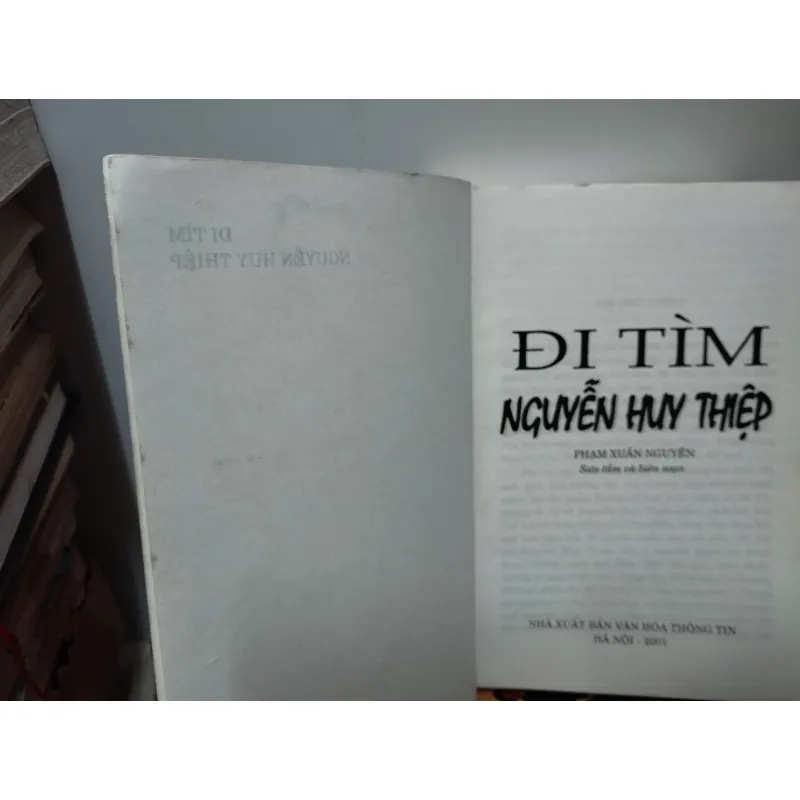 ĐI TÌM
NGUYỄN HUY THIỆP
ĐI TÌM
NGUYỄN HUY THIỆP
PHẠM XUÂN NGUYÊN
Sưu tầm và biên soạn
NHÀ XUẤT BẢN VĂN HÓA THÔNG TIN
HÀ NỘI - 2001